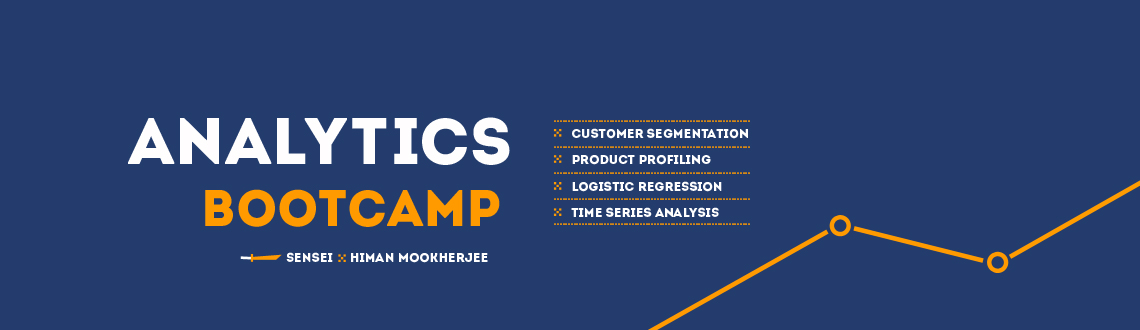 ANALYTICS
BOOTCAMP
SENSEI HIMAN MOOKHERJEE
CUSTOMER SEGMENTATION
PRODUCT PROFILING
LOGISTIC REGRESSION
TIME SERIES ANALYSIS